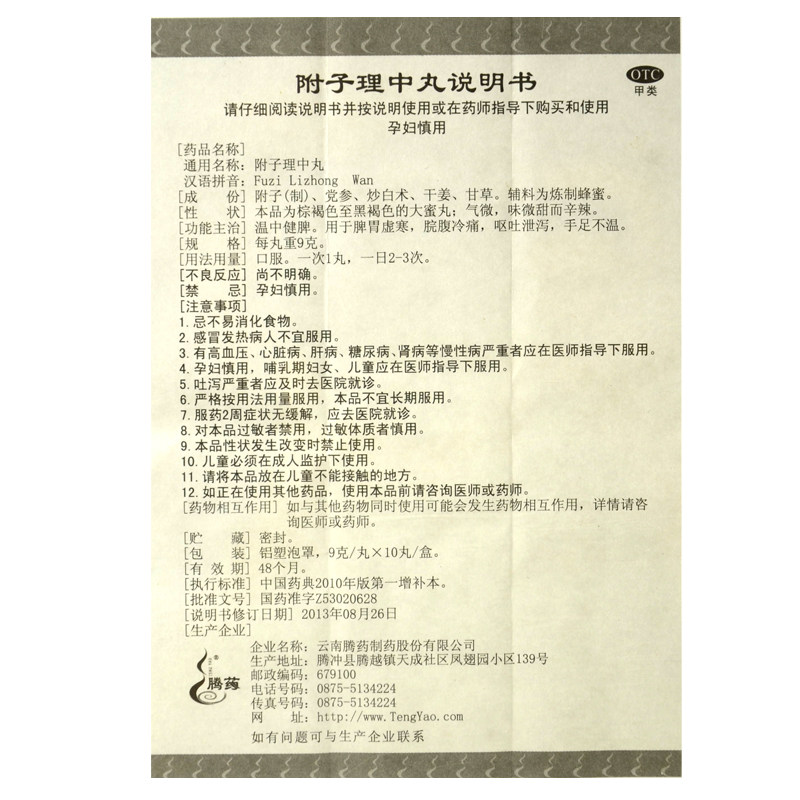 附子理中丸说明书
OTC
甲类
请仔细阅读说明书并按说明使用或在药师指导下购买和使用
孕妇慎用
[药品名称]
通用名称：附子理中丸
汉语拼音：Fuzi Lizhong Wan
[成 份] 附子(制)、党参、炒白术、干姜、甘草。辅料为炼制蜂蜜。
[性 状] 本品为棕褐色至黑褐色的大蜜丸；气微，味微甜而辛辣。
[功能主治] 温中健脾。用于脾胃虚寒，脘腹冷痛，呕吐泄泻，手足不温。
[规 格] 每丸重9克。
[用法用量] 口服。一次1丸，一日2-3次。
[不良反应] 尚不明确。
[禁 忌] 孕妇慎用。
[注意事项]
1. 忌不易消化食物。
2. 感冒发热病人不宜服用。
3. 有高血压、心脏病、肝病、糖尿病、肾病等慢性病严重者应在医师指导下服用。
4. 孕妇慎用，哺乳期妇女、儿童应在医师指导下服用。
5. 吐泻严重者应及时去医院就诊。
6. 严格按用法用量服用，本品不宜长期服用。
7. 服药2周症状无缓解，应去医院就诊。
8. 对本品过敏者禁用，过敏体质者慎用。
9. 本品性状发生改变时禁止使用。
10. 儿童必须在成人监护下使用。
11. 请将本品放在儿童不能接触的地方。
12. 如正在使用其他药品，使用本品前请咨询医师或药师。
[药物相互作用] 如与其他药物同时使用可能会发生药物相互作用，详情请咨
询医师或药师。
[贮 藏] 密封。
[包 装] 铝塑泡罩，9克/丸×10丸/盒。
[有 效 期] 48个月。
[执行标准] 中国药典2010年版第一增补本。
[批准文号] 国药准字Z53020628
[说明书修订日期] 2013年08月26日
[生产企业]
企业名称：云南腾药制药股份有限公司
生产地址：腾冲县腾越镇天成社区凤翅园小区139号
邮政编码：679100
电话号码：0875-5134224
传真号码：0875-5134224
网 址：http://www.TengYao.com
腾药
如有问题可与生产企业联系